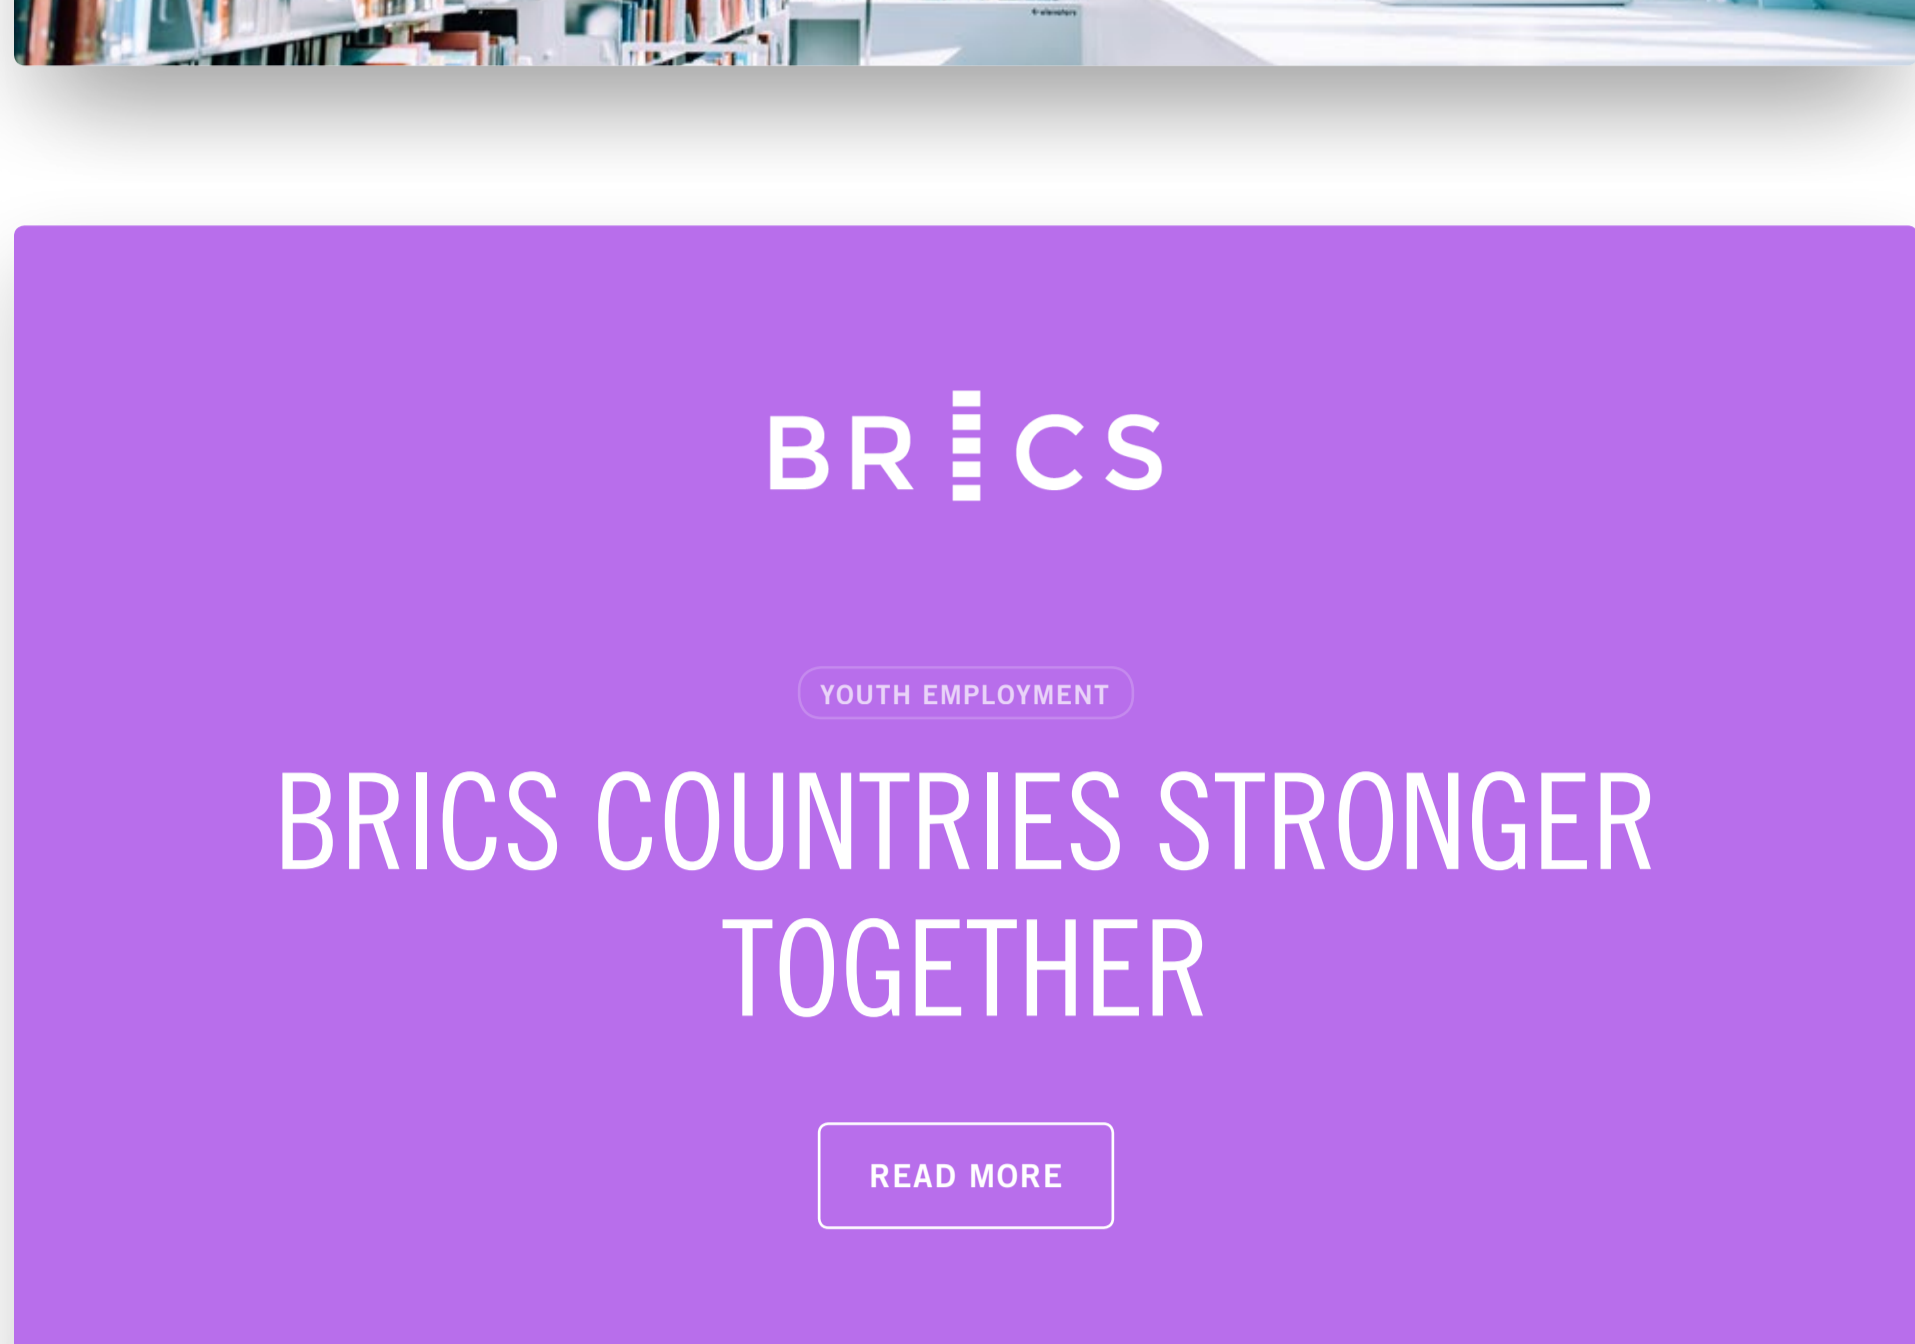 BRICS
YOUTH EMPLOYMENT
BRICS COUNTRIES STRONGER
TOGETHER
READ MORE